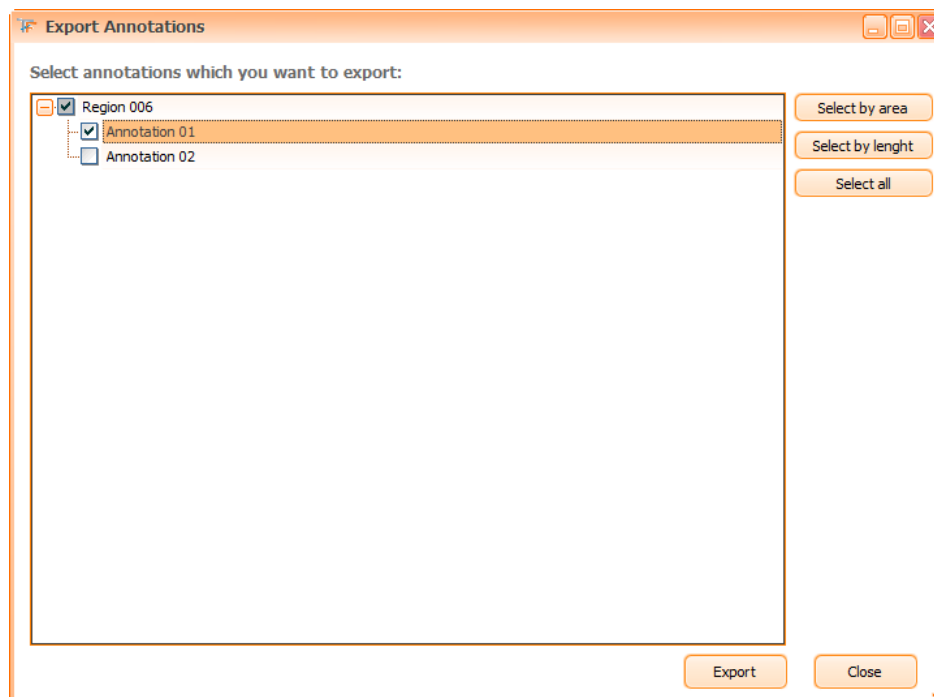 Export Annotations
Select annotations which you want to export:
Region 006
Annotation 01
Annotation 02
Select by area
Select by lenght
Select all
Export
Close